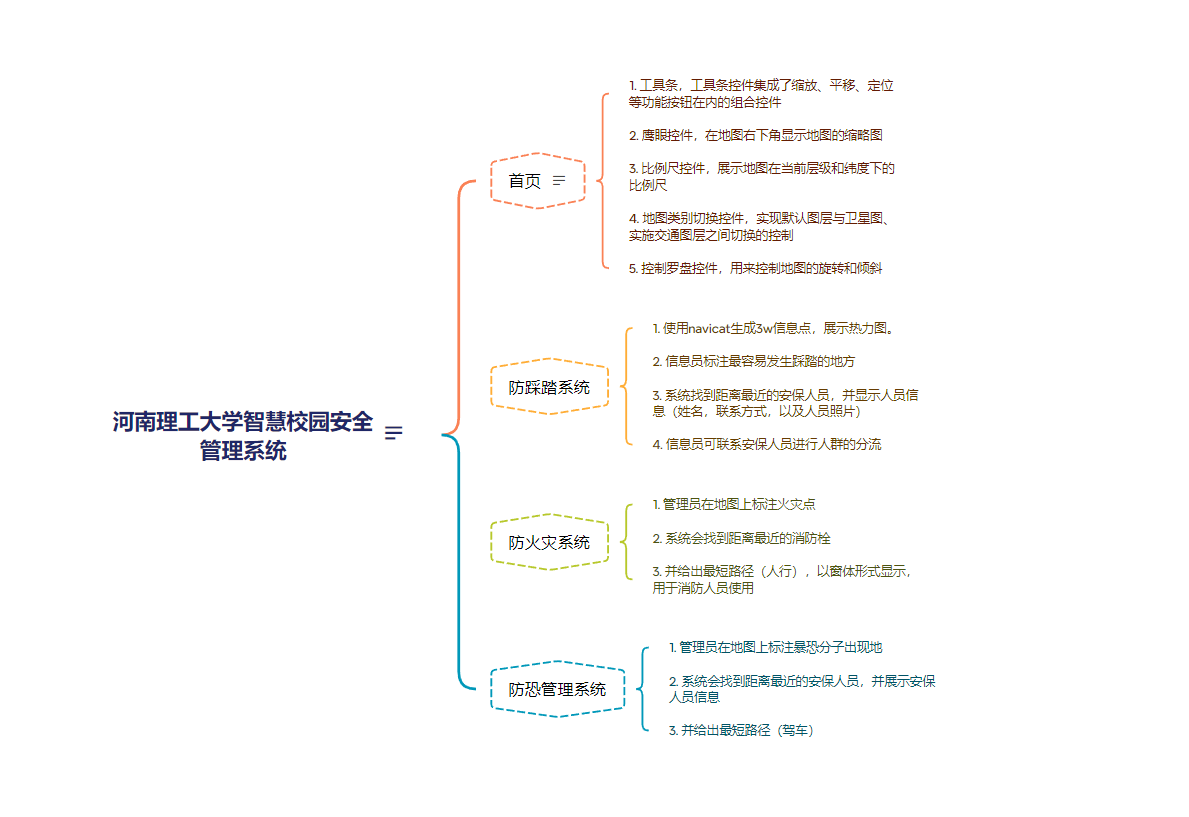 河南理工大学智慧校园安全
管理系统
首页
1. 工具条，工具条控件集成了缩放、平移、定位
等功能按钮在内的组合控件
2. 鹰眼控件，在地图右下角显示地图的缩略图
3. 比例尺控件，展示地图在当前层级和纬度下的
比例尺
4. 地图类别切换控件，实现默认图层与卫星图、
实施交通图层之间切换的控制
5. 控制罗盘控件，用来控制地图的旋转和倾斜
防踩踏系统
1. 使用navicat生成3w信息点，展示热力图。
2. 信息员标注最容易发生踩踏的地方
3. 系统找到距离最近的安保人员，并显示人员信
息（姓名，联系方式，以及人员照片）
4. 信息员可联系安保人员进行人群的分流
防火灾系统
1. 管理员在地图上标注火灾点
2. 系统会找到距离最近的消防栓
3. 并给出最短路径（人行），以窗体形式显示，
用于消防人员使用
防恐管理系统
1. 管理员在地图上标注暴恐分子出现地
2. 系统会找到距离最近的安保人员，并展示安保
人员信息
3. 并给出最短路径（驾车）